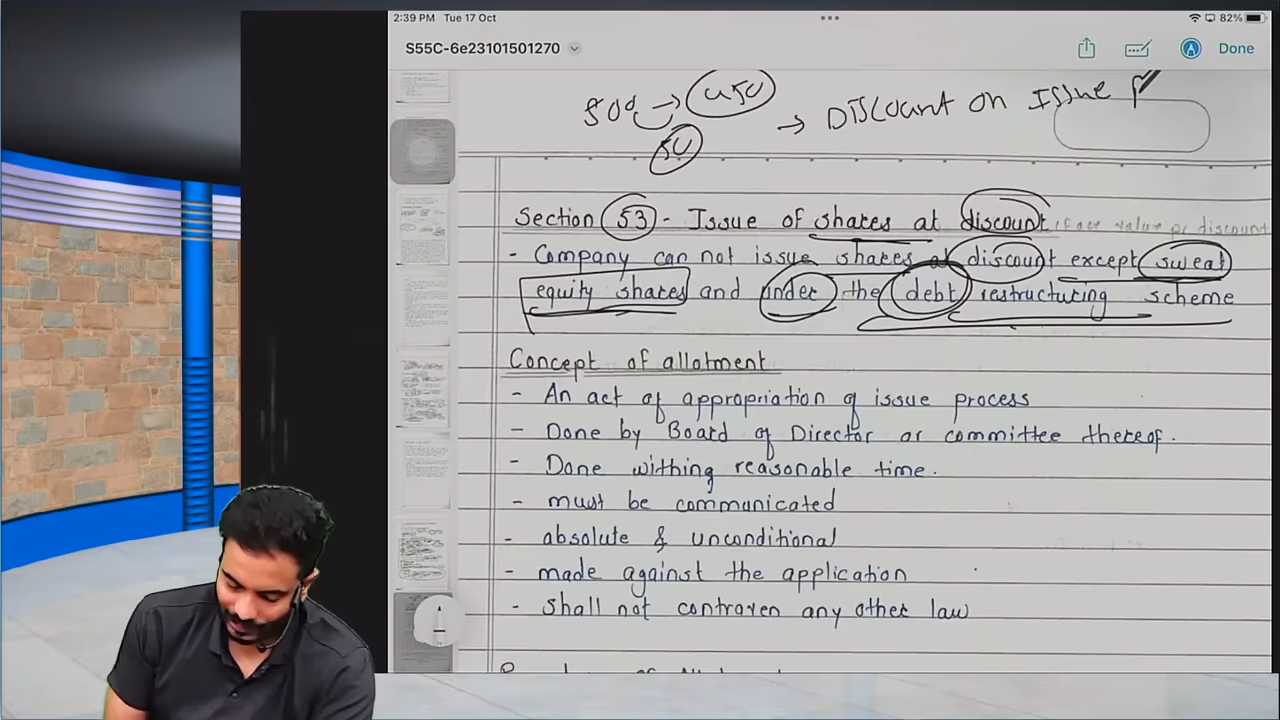 2:39 PM Tue 17 Oct
82%
S55C-6e23101501270
Done
500 → 450
50
→ Discount on Issue
Section 53 - Issue of shares at discount
- Company can not issue shares at discount except sweat
equity shares and under the debt restructuring scheme
Concept of allotment
- An act of appropriation of issue process
- Done by Board of Director or committee thereof.
- Done withing reasonable time.
- must be communicated
- absolute & unconditional
- made against the application
- shall not contraven any other law